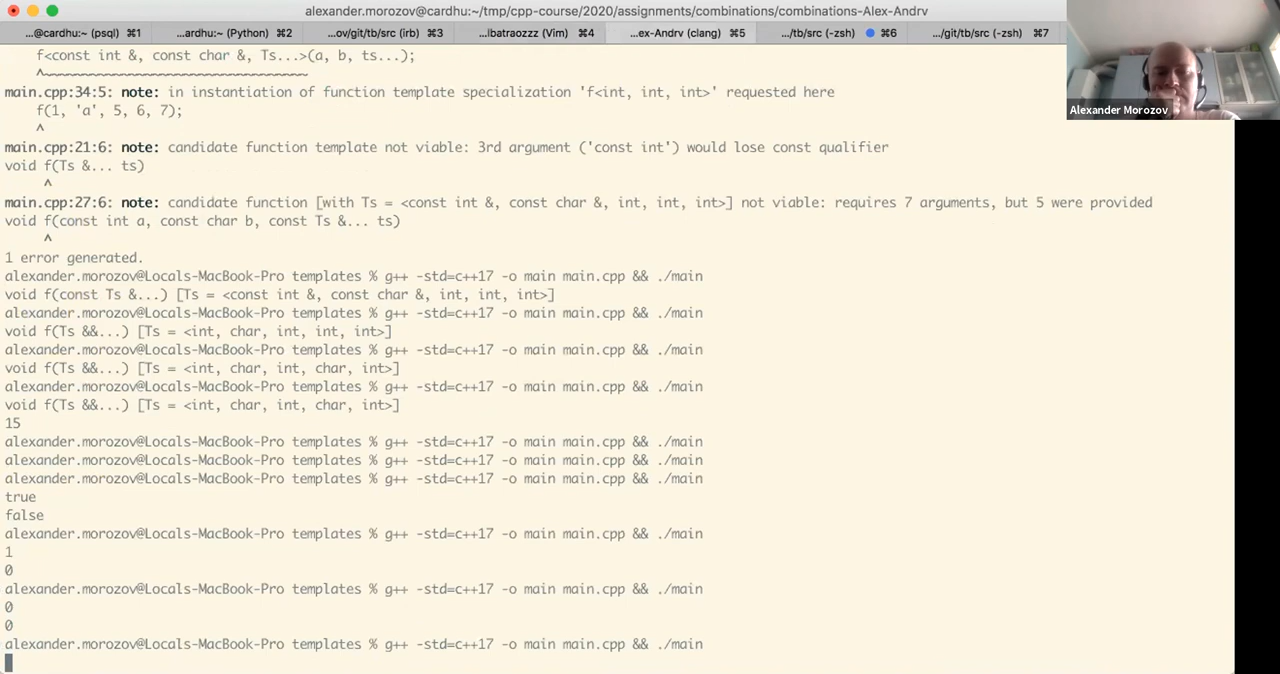 alexander.morozov@cardhu:~/tmp/cpp-course/2020/assignments/combinations/combinations-Alex-Andrv
...@cardhu:~ (psql) ⌘1 ...ardhu:~ (Python) ⌘2 ...ov/git/tb/src (irb) ⌘3 ...ibatraozzz (Vim) ⌘4 ...ex-Andrv (clang) ⌘5 .../tb/src (-zsh) ⌘6 .../git/tb/src (-zsh) ⌘7
Alexander Morozov
f<const int &, const char &, Ts...>(a, b, ts...);
^~~~~~~~~~~~~~~~~~~~~~~~~~~~~~~~~~~
main.cpp:34:5: note: in instantiation of function template specialization 'f<int, int, int>' requested here
f(1, 'a', 5, 6, 7);
^
main.cpp:21:6: note: candidate function template not viable: 3rd argument ('const int') would lose const qualifier
void f(Ts &... ts)
^
main.cpp:27:6: note: candidate function [with Ts = <const int &, const char &, int, int, int>] not viable: requires 7 arguments, but 5 were provided
void f(const int a, const char b, const Ts &... ts)
^
1 error generated.
alexander.morozov@Locals-MacBook-Pro templates % g++ -std=c++17 -o main main.cpp && ./main
void f(const Ts &...) [Ts = <const int &, const char &, int, int, int>]
alexander.morozov@Locals-MacBook-Pro templates % g++ -std=c++17 -o main main.cpp && ./main
void f(Ts &&...) [Ts = <int, char, int, int, int>]
alexander.morozov@Locals-MacBook-Pro templates % g++ -std=c++17 -o main main.cpp && ./main
void f(Ts &&...) [Ts = <int, char, int, char, int>]
alexander.morozov@Locals-MacBook-Pro templates % g++ -std=c++17 -o main main.cpp && ./main
void f(Ts &&...) [Ts = <int, char, int, char, int>]
15
alexander.morozov@Locals-MacBook-Pro templates % g++ -std=c++17 -o main main.cpp && ./main
alexander.morozov@Locals-MacBook-Pro templates % g++ -std=c++17 -o main main.cpp && ./main
alexander.morozov@Locals-MacBook-Pro templates % g++ -std=c++17 -o main main.cpp && ./main
true
false
alexander.morozov@Locals-MacBook-Pro templates % g++ -std=c++17 -o main main.cpp && ./main
1
0
alexander.morozov@Locals-MacBook-Pro templates % g++ -std=c++17 -o main main.cpp && ./main
0
0
alexander.morozov@Locals-MacBook-Pro templates % g++ -std=c++17 -o main main.cpp && ./main